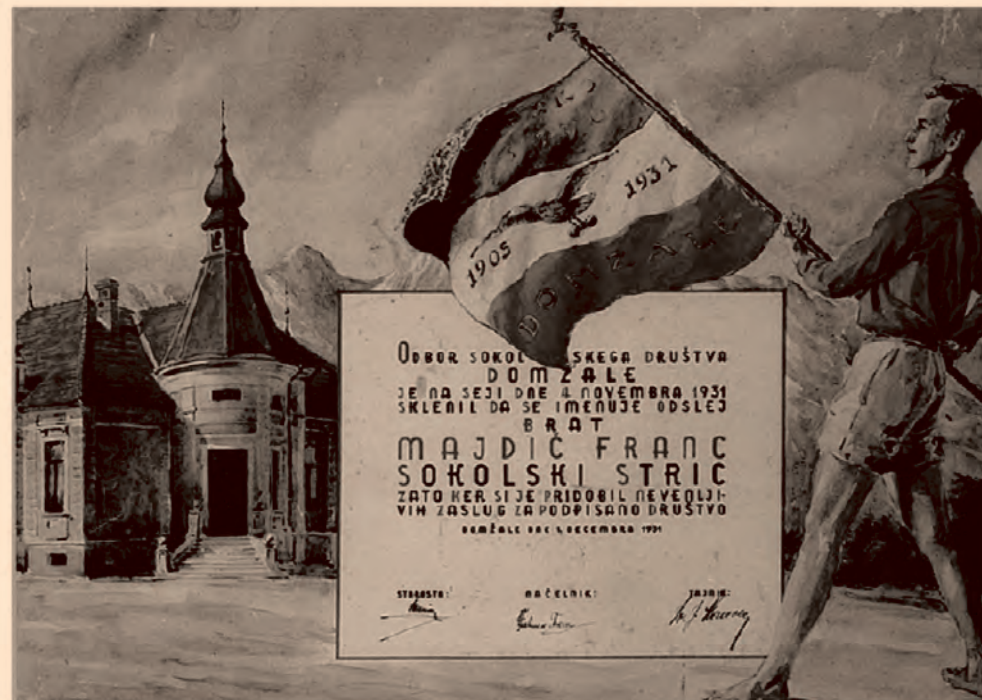 1905 1931
DOMŽALE
ODBOR SOKOL SKEGA DRUŠTVA
DOMŽALE
JE NA SEJI DNE 4 NOVEMBRA 1931
SKLENIL DA SE IMENUJE ODSLEJ
BRAT
MAJDIČ FRANC
SOKOLSKI STRIC
ZATO KER SI JE PRIDOBIL NEVENLJI-
VIH ZASLUG ZA PODPISANO DRUŠTVO
DOMŽALE DNE 1. DECEMBRA 1931
STAROSTA: NAČELNIK: TAJNIK: